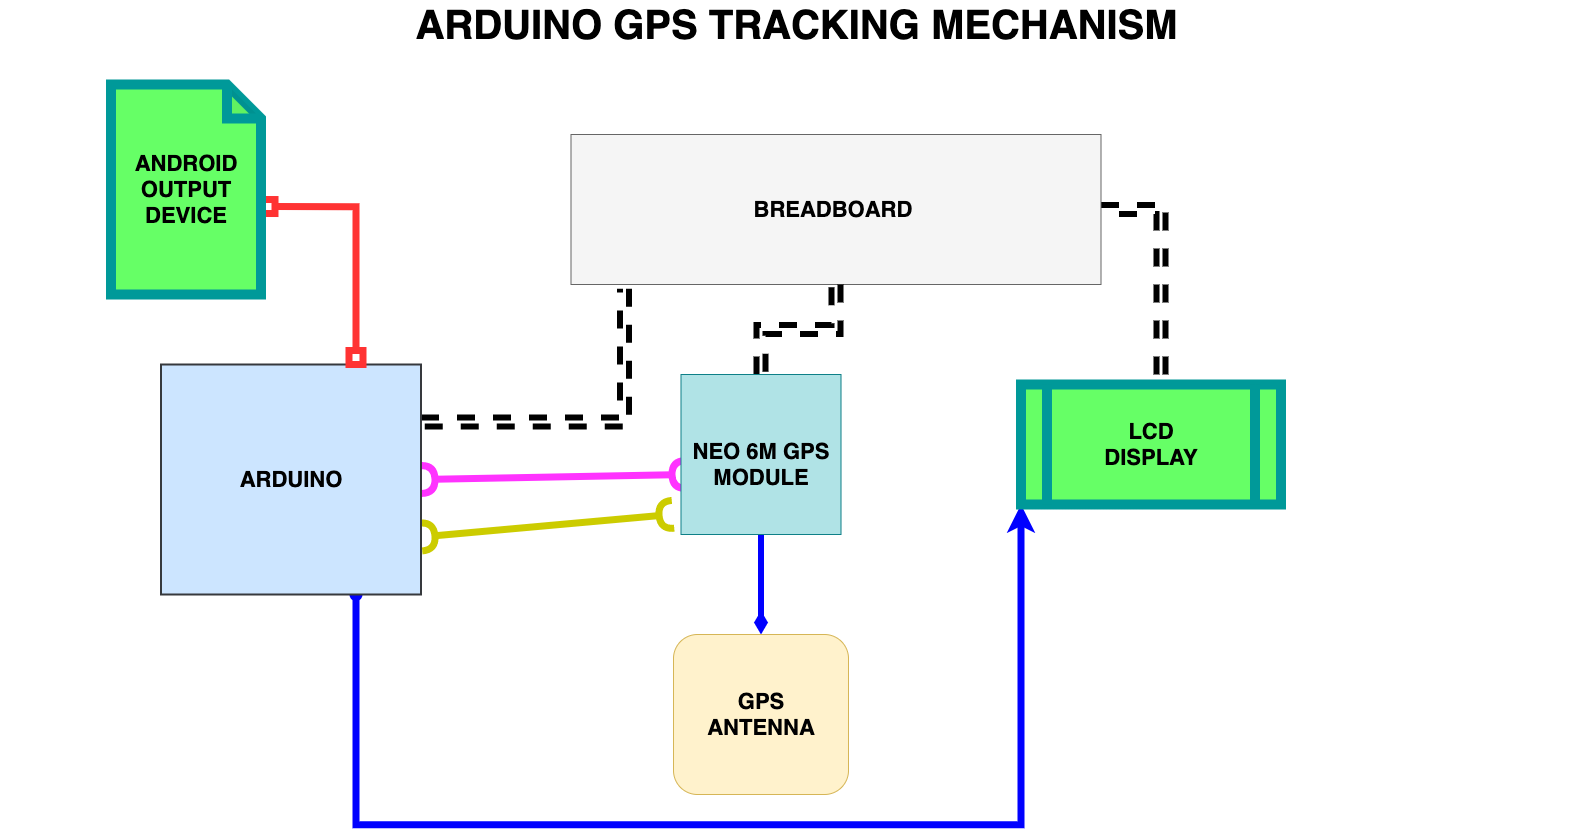 ARDUINO GPS TRACKING MECHANISM
ANDROID
OUTPUT
DEVICE
BREADBOARD
ARDUINO
NEO 6M GPS
MODULE
LCD
DISPLAY
GPS
ANTENNA